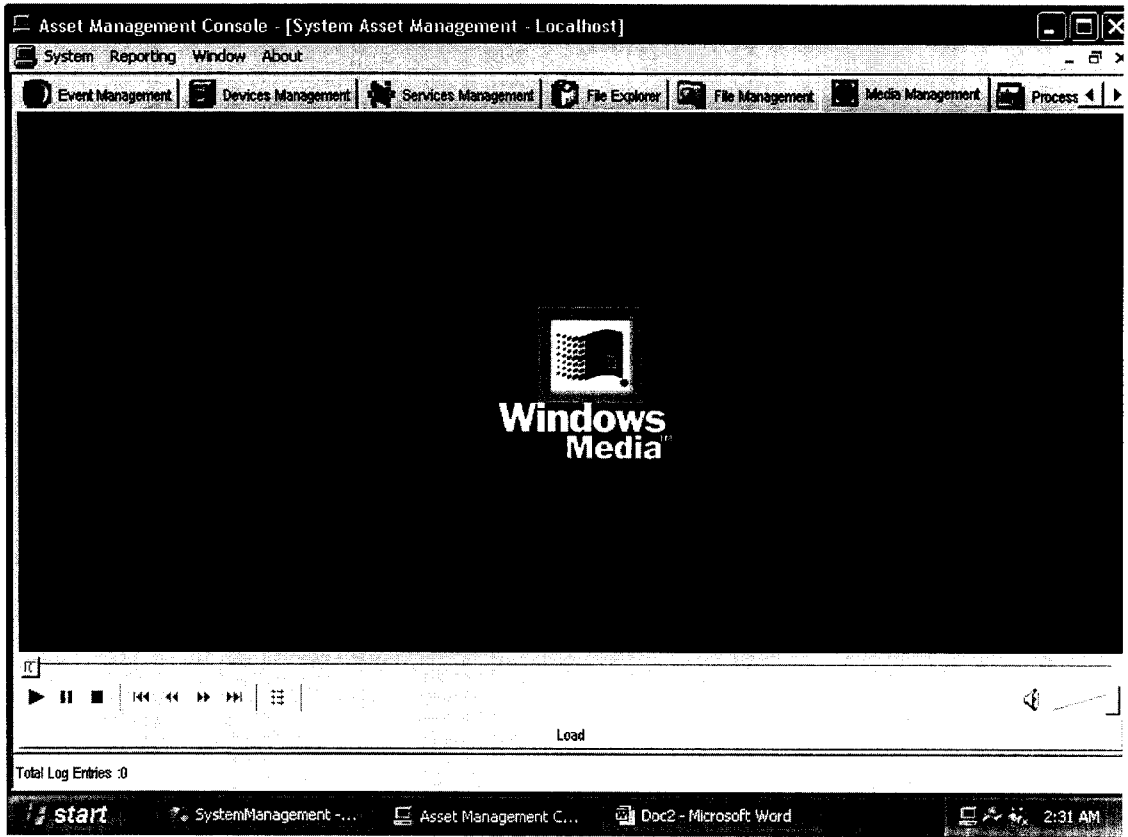 Asset Management Console - [System Asset Management - Localhost]
System Reporting Window About
Event Management Devices Management Services Management File Explorer File Management Media Management Process
Windows
Media™
Load
Total Log Entries :0
start SystemManagement -... Asset Management C... Doc2 - Microsoft Word 2:31 AM